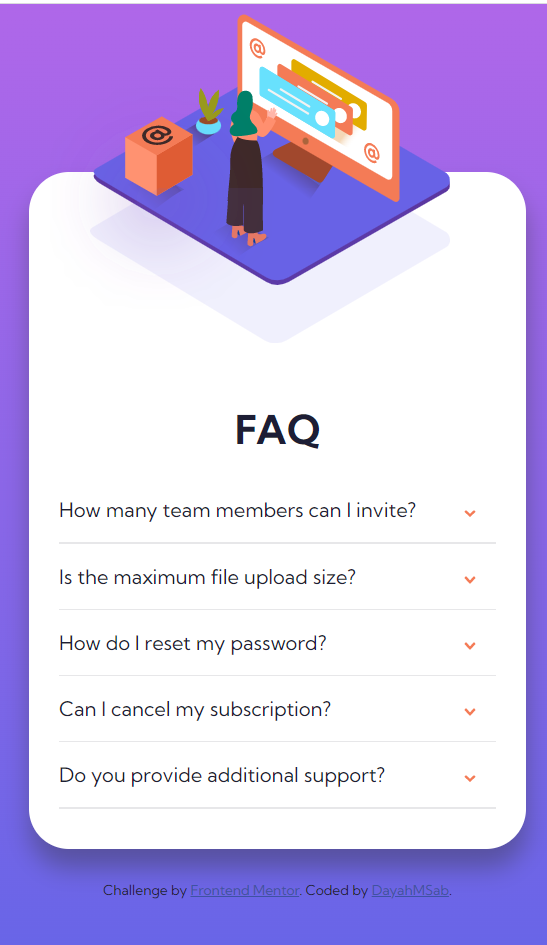 @
@
@
FAQ
How many team members can I invite?
Is the maximum file upload size?
How do I reset my password?
Can I cancel my subscription?
Do you provide additional support?
Challenge by Frontend Mentor. Coded by DayahMSab.